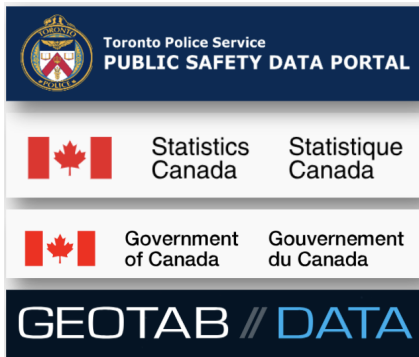 TORONTO
POLICE
Toronto Police Service
PUBLIC SAFETY DATA PORTAL
Statistics Statistique
Canada Canada
Government Gouvernement
of Canada du Canada
GEOTAB // DATA